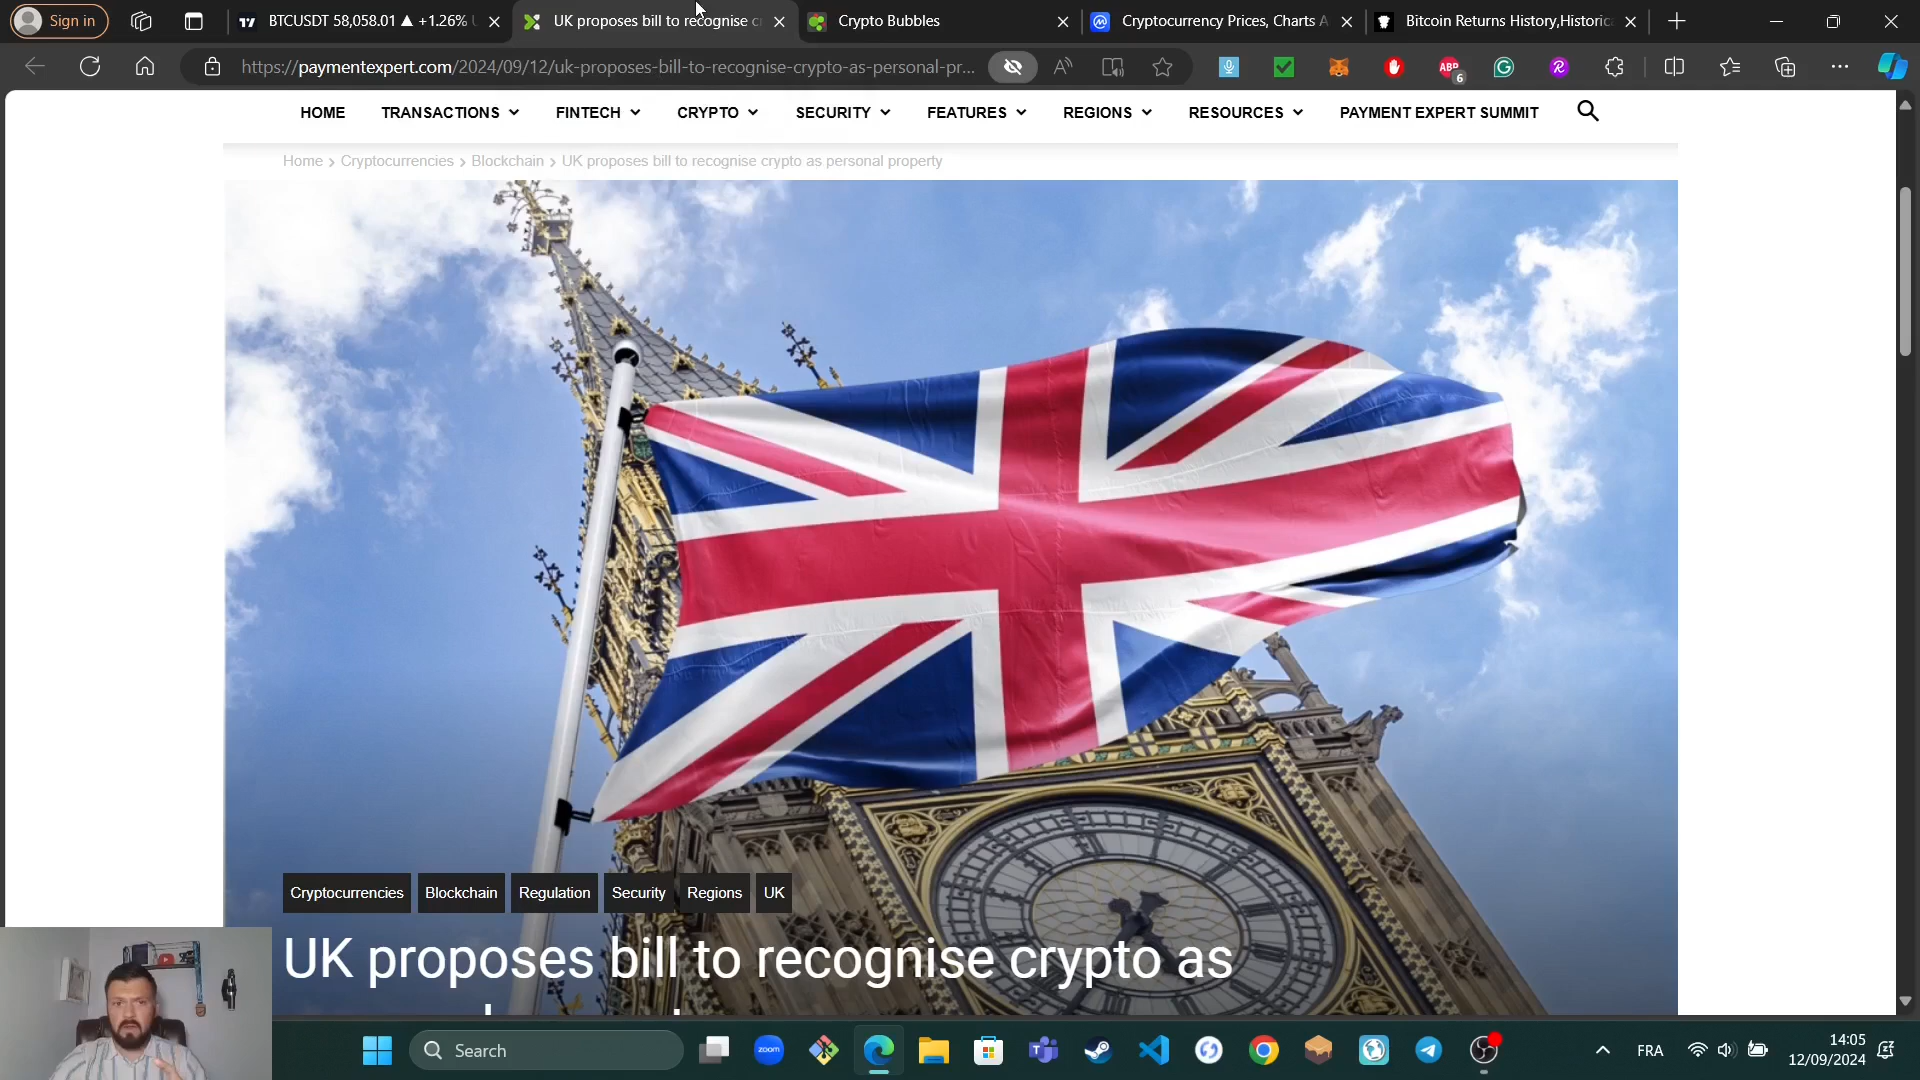 Sign in
BTCUSDT 58,058.01 ▲ +1.26%
UK proposes bill to recognise c
Crypto Bubbles
Cryptocurrency Prices, Charts A
Bitcoin Returns History,Historic
https://paymentexpert.com/2024/09/12/uk-proposes-bill-to-recognise-crypto-as-personal-pr...
ABP
6
HOME
TRANSACTIONS
FINTECH
CRYPTO
SECURITY
FEATURES
REGIONS
RESOURCES
PAYMENT EXPERT SUMMIT
Home > Cryptocurrencies > Blockchain > UK proposes bill to recognise crypto as personal property
Cryptocurrencies
Blockchain
Regulation
Security
Regions
UK
UK proposes bill to recognise crypto as
Search
zoom
FRA
14:05
12/09/2024